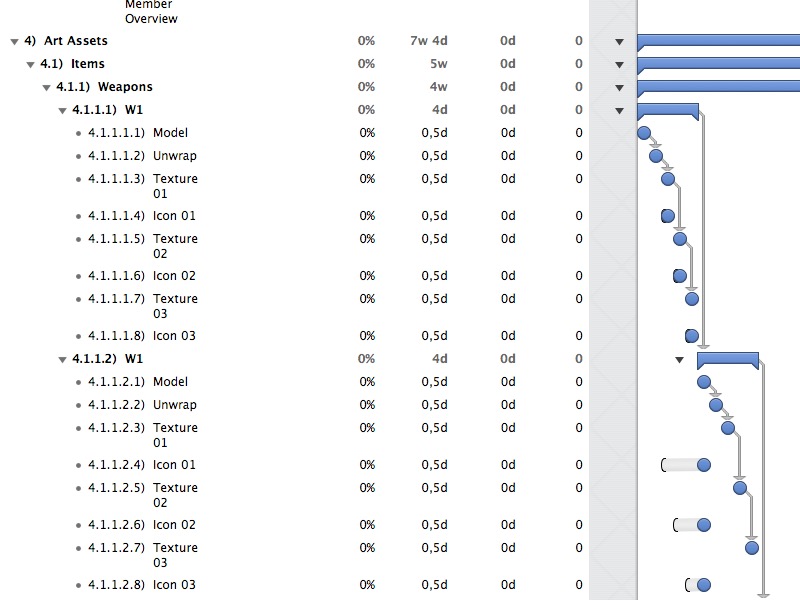 Member
Overview
4) Art Assets 0% 7w 4d 0d 0
4.1) Items 0% 5w 0d 0
4.1.1) Weapons 0% 4w 0d 0
4.1.1.1) W1 0% 4d 0d 0
4.1.1.1.1) Model 0% 0,5d 0d 0
4.1.1.1.2) Unwrap 0% 0,5d 0d 0
4.1.1.1.3) Texture 0% 0,5d 0d 0
01
4.1.1.1.4) Icon 01 0% 0,5d 0d 0
4.1.1.1.5) Texture 0% 0,5d 0d 0
02
4.1.1.1.6) Icon 02 0% 0,5d 0d 0
4.1.1.1.7) Texture 0% 0,5d 0d 0
03
4.1.1.1.8) Icon 03 0% 0,5d 0d 0
4.1.1.2) W1 0% 4d 0d 0
4.1.1.2.1) Model 0% 0,5d 0d 0
4.1.1.2.2) Unwrap 0% 0,5d 0d 0
4.1.1.2.3) Texture 0% 0,5d 0d 0
01
4.1.1.2.4) Icon 01 0% 0,5d 0d 0
4.1.1.2.5) Texture 0% 0,5d 0d 0
02
4.1.1.2.6) Icon 02 0% 0,5d 0d 0
4.1.1.2.7) Texture 0% 0,5d 0d 0
03
4.1.1.2.8) Icon 03 0% 0,5d 0d 0